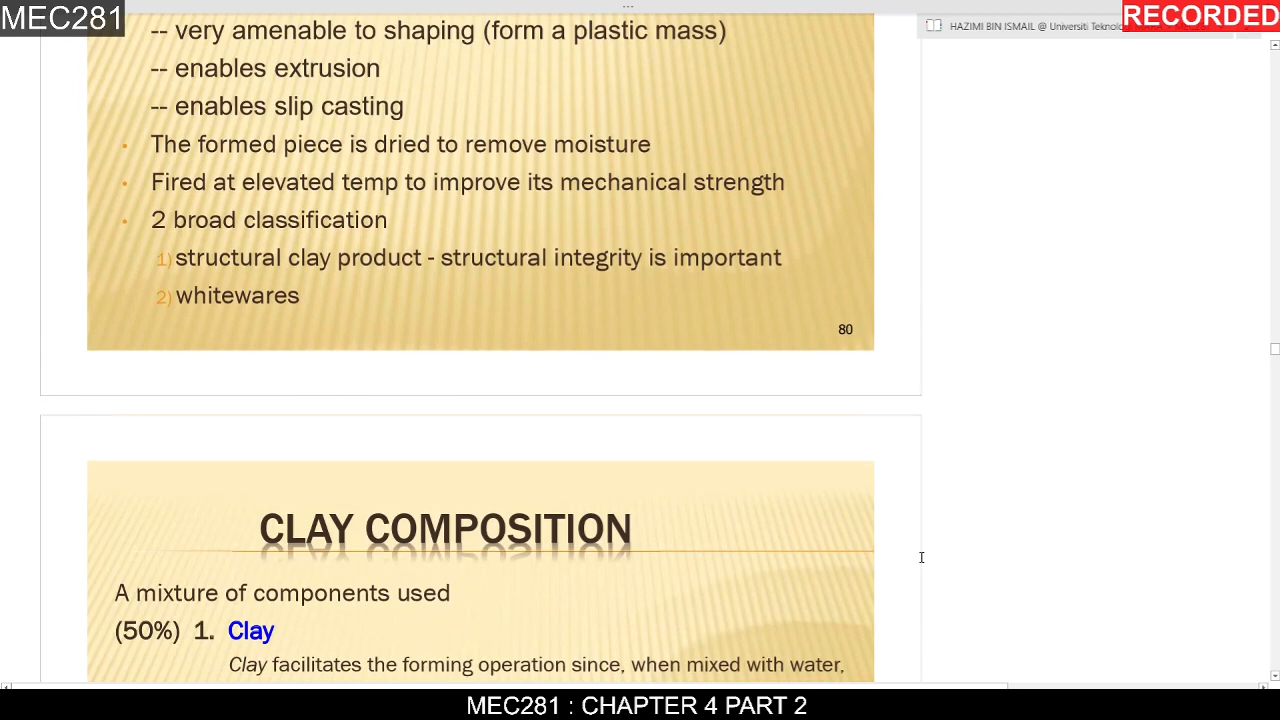 MEC281
RECORDED
HAZIMI BIN ISMAIL @ Universiti Teknolo
-- very amenable to shaping (form a plastic mass)
-- enables extrusion
-- enables slip casting
• The formed piece is dried to remove moisture
• Fired at elevated temp to improve its mechanical strength
• 2 broad classification
1) structural clay product - structural integrity is important
2) whitewares
80
CLAY COMPOSITION
A mixture of components used
(50%) 1. Clay
Clay facilitates the forming operation since, when mixed with water,
MEC281 : CHAPTER 4 PART 2